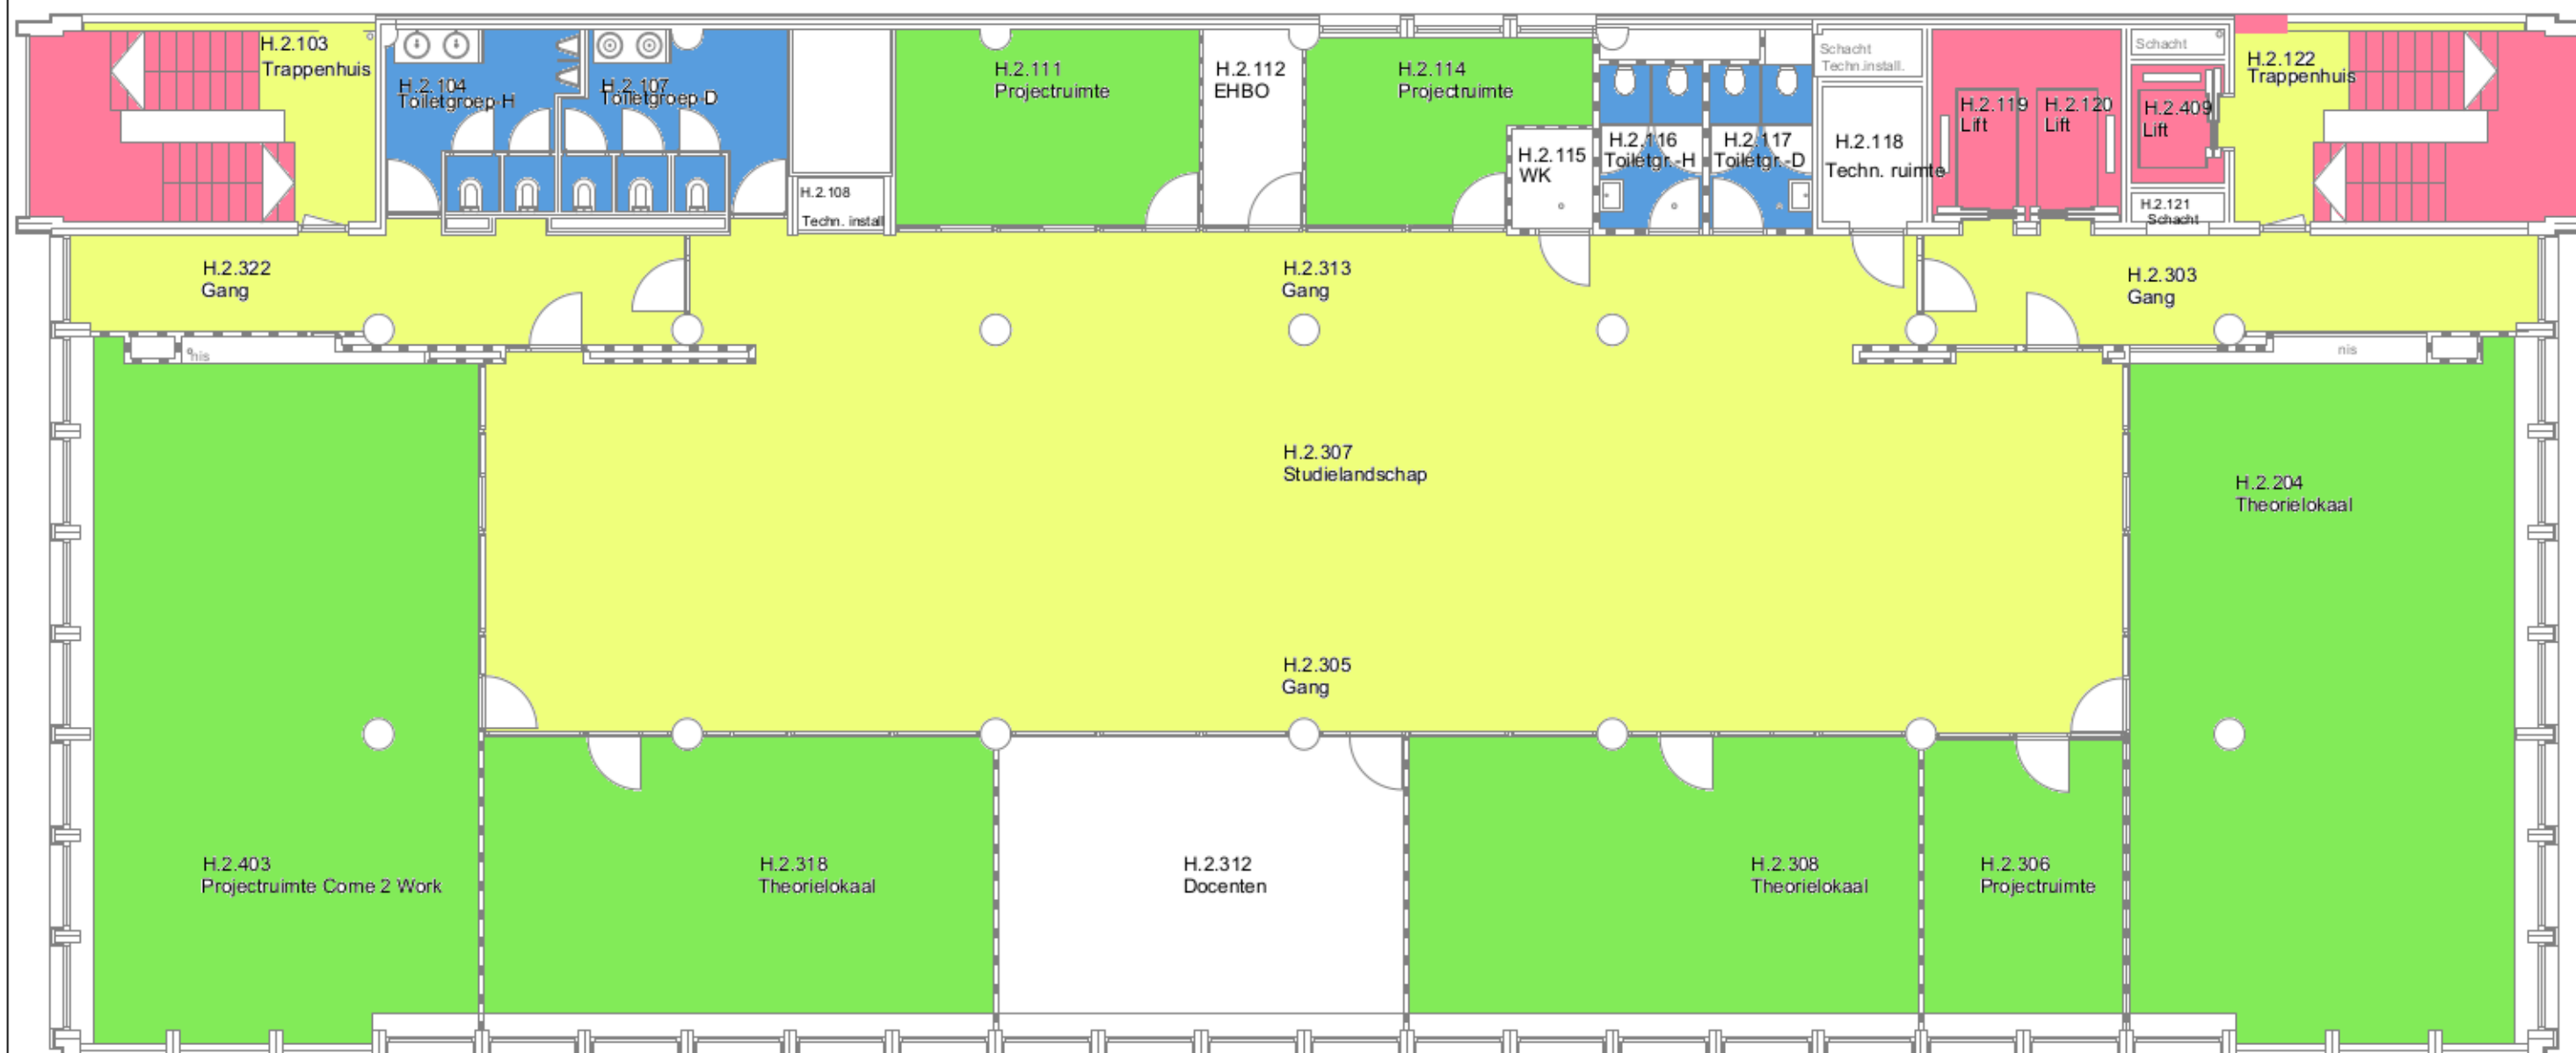 H.2.103
Trappenhuis
H.2.104
Toiletgroep-H
H.2.107
Toiletgroep-D
H.2.108
Techn. install
H.2.111
Projectruimte
H.2.112
EHBO
H.2.114
Projectruimte
H.2.115
WK
H.2.116
Toiletgr.-H
H.2.117
Toiletgr.-D
Schacht
Techn.install.
H.2.118
Techn. ruimte
H.2.119
Lift
H.2.120
Lift
Schacht
H.2.409
Lift
H.2.121
Schacht
H.2.122
Trappenhuis
H.2.322
Gang
H.2.313
Gang
H.2.303
Gang
nis
nis
H.2.307
Studielandschap
H.2.204
Theorielokaal
H.2.305
Gang
H.2.403
Projectruimte Come 2 Work
H.2.318
Theorielokaal
H.2.312
Docenten
H.2.308
Theorielokaal
H.2.306
Projectruimte